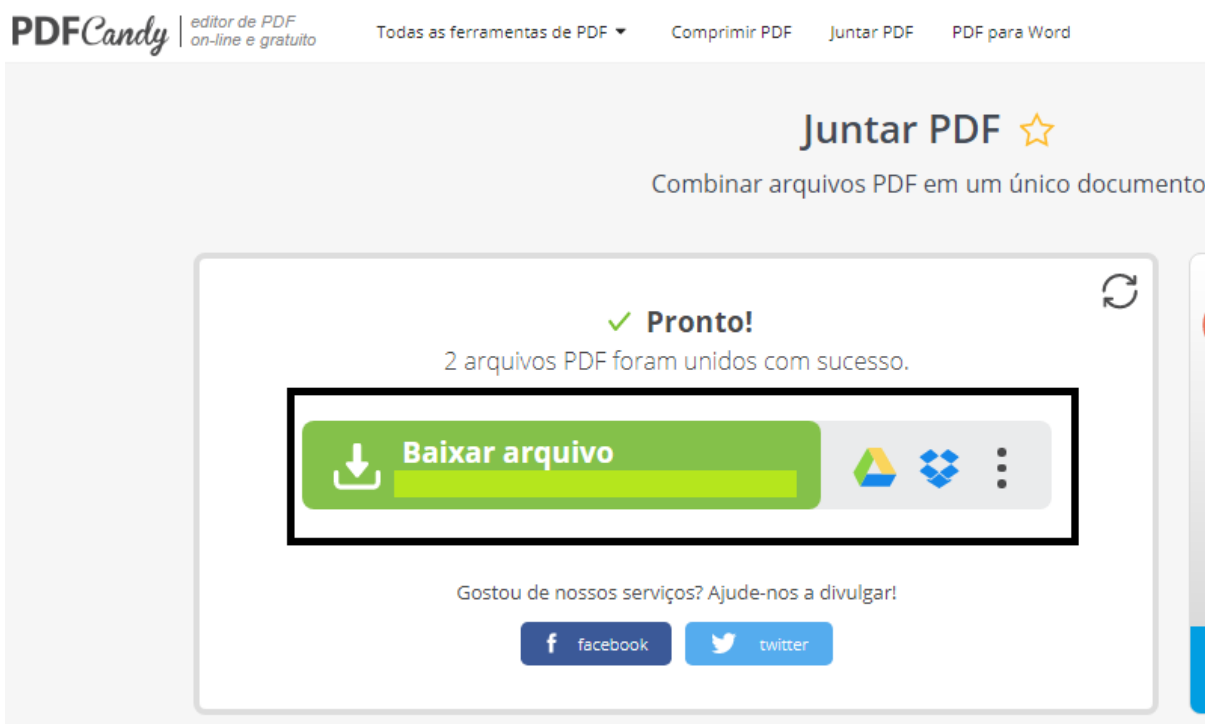 PDFCandy
editor de PDF
on-line e gratuito
Todas as ferramentas de PDF
Comprimir PDF
Juntar PDF
PDF para Word
Juntar PDF
Combinar arquivos PDF em um único documento
Pronto!
2 arquivos PDF foram unidos com sucesso.
Baixar arquivo
Gostou de nossos serviços? Ajude-nos a divulgar!
facebook
twitter